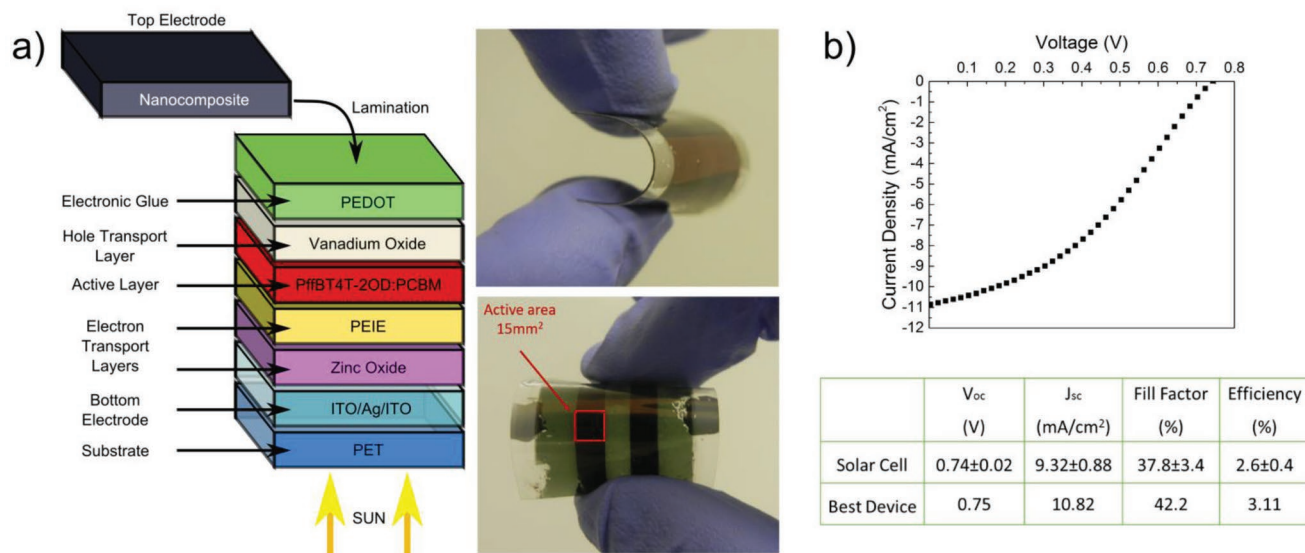 a)
Top Electrode
Nanocomposite
Lamination
Electronic Glue
PEDOT
Hole Transport
Layer
Vanadium Oxide
Active Layer
PffBT4T-2OD:PCBM
Electron
Transport
Layers
PEIE
Zinc Oxide
Bottom
Electrode
ITO/Ag/ITO
Substrate
PET
SUN
Active area
15mm²
b)
Voltage (V)
0.1 0.2 0.3 0.4 0.5 0.6 0.7 0.8
Current Density (mA/cm²)
0
-1
-2
-3
-4
-5
-6
-7
-8
-9
-10
-11
-12
Voc Jsc Fill Factor Efficiency
(V) (mA/cm²) (%) (%)
Solar Cell 0.74±0.02 9.32±0.88 37.8±3.4 2.6±0.4
Best Device 0.75 10.82 42.2 3.11